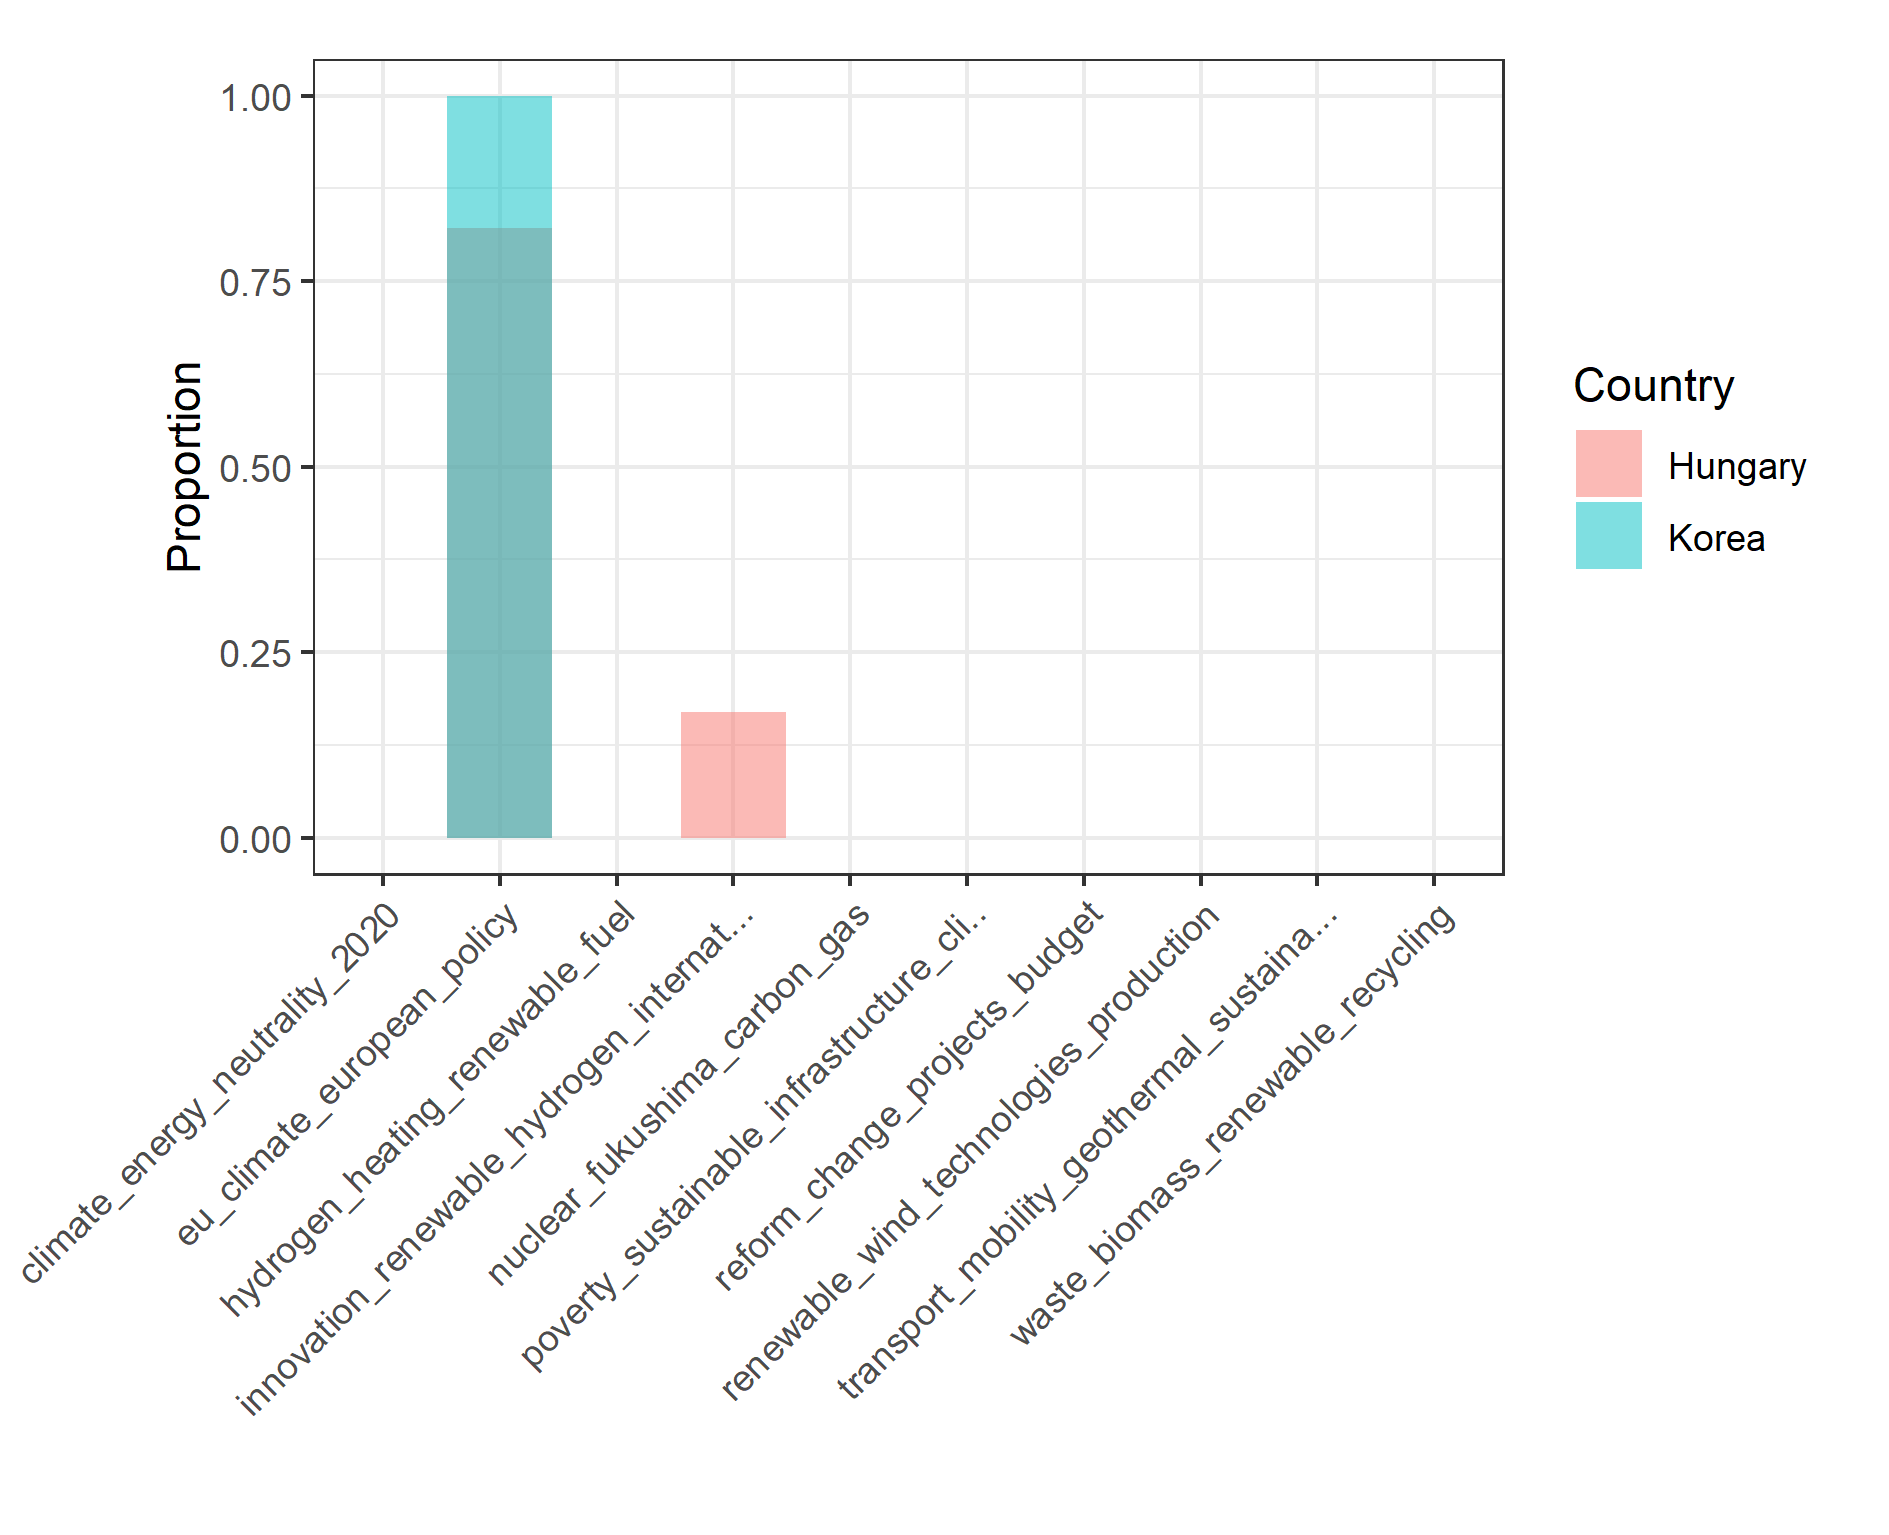 1.00
0.75
0.50
0.25
0.00
Proportion
climate_energy_neutrality_2020
eu_climate_european_policy
hydrogen_heating_renewable_fuel
innovation_renewable_hydrogen_internat...
nuclear_fukushima_carbon_gas
poverty_sustainable_infrastructure_cli..
reform_change_projects_budget
renewable_wind_technologies_production
transport_mobility_geothermal_sustaina...
waste_biomass_renewable_recycling
Country
Hungary
Korea